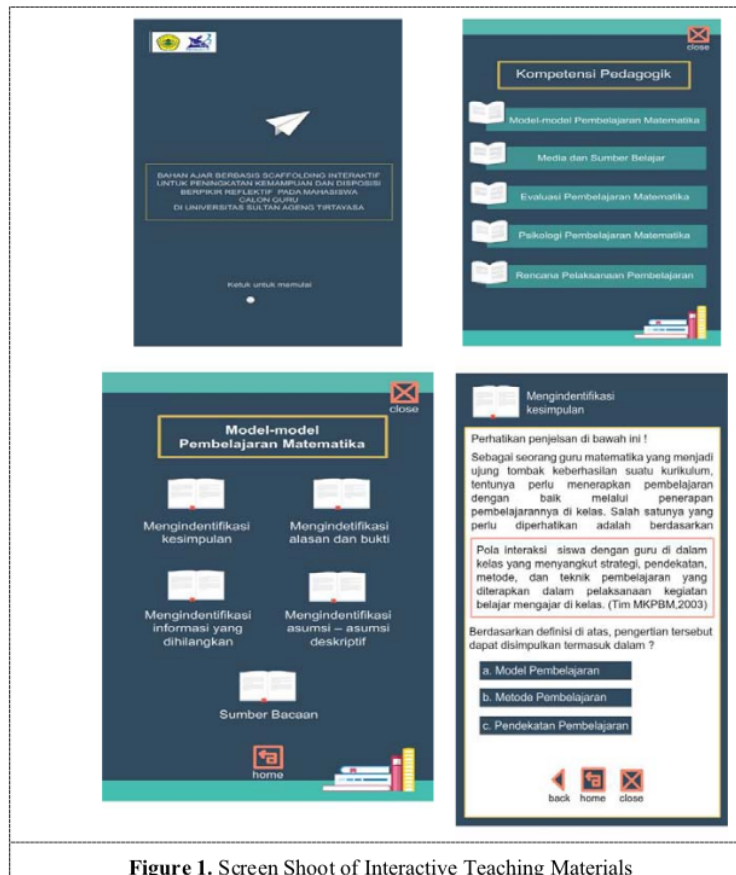 BAHAN AJAR BERBASIS SCAFFOLDING INTERAKTIF
UNTUK PENINGKATAN KEMAMPUAN DAN DISPOSISI
BERPIKIR REFLEKTIF PADA MAHASISWA
CALON GURU
DI UNIVERSITAS SULTAN AGENG TIRTAYASA
Ketuk untuk memulai
close
Kompetensi Pedagogik
Model-model Pembelajaran Matematika
Media dan Sumber Belajar
Evaluasi Pembelajaran Matematika
Psikologi Pembelajaran Matematika
Rencana Pelaksanaan Pembelajaran
close
Model-model
Pembelajaran Matematika
Mengindentifikasi
kesimpulan
Mengindetifikasi
alasan dan bukti
Mengindentifikasi
informasi yang
dihilangkan
Mengindentifikasi
asumsi – asumsi
deskriptif
Sumber Bacaan
home
Mengindentifikasi
kesimpulan
Perhatikan penjelsan di bawah ini !
Sebagai seorang guru matematika yang menjadi
ujung tombak keberhasilan suatu kurikulum,
tentunya perlu menerapkan pembelajaran
dengan baik melalui penerapan
pembelajarannya di kelas. Salah satunya yang
perlu diperhatikan adalah berdasarkan
Pola interaksi siswa dengan guru di dalam
kelas yang menyangkut strategi, pendekatan,
metode, dan teknik pembelajaran yang
diterapkan dalam pelaksanaan kegiatan
belajar mengajar di kelas. (Tim MKPBM,2003)
Berdasarkan definisi di atas, pengertian tersebut
dapat disimpulkan termasuk dalam ?
a. Model Pembelajaran
b. Metode Pembelajaran
c. Pendekatan Pembelajaran
back home close
Figure 1. Screen Shoot of Interactive Teaching Materials